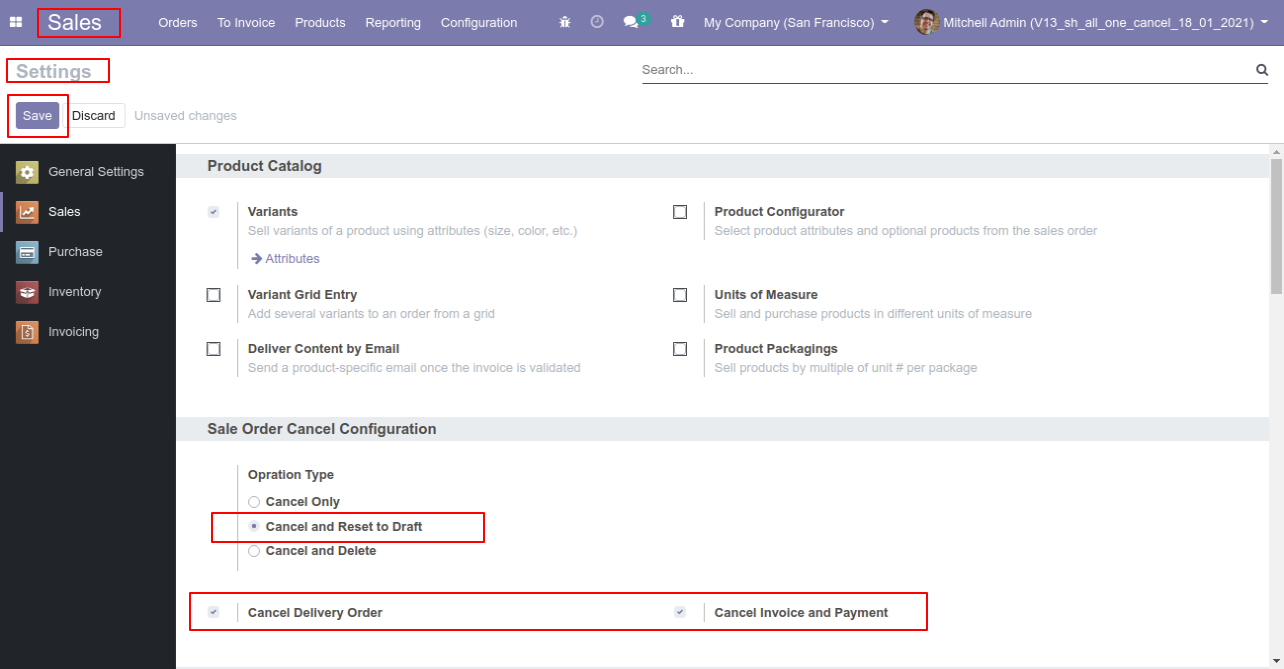 Sales Orders To Invoice Products Reporting Configuration 3 My Company (San Francisco) Mitchell Admin (V13_sh_all_one_cancel_18_01_2021)
Settings Search...
Save Discard Unsaved changes
General Settings
Sales
Purchase
Inventory
Invoicing
Product Catalog
Variants
Sell variants of a product using attributes (size, color, etc.)
Attributes
Product Configurator
Select product attributes and optional products from the sales order
Variant Grid Entry
Add several variants to an order from a grid
Units of Measure
Sell and purchase products in different units of measure
Deliver Content by Email
Send a product-specific email once the invoice is validated
Product Packagings
Sell products by multiple of unit # per package
Sale Order Cancel Configuration
Opration Type
Cancel Only
Cancel and Reset to Draft
Cancel and Delete
Cancel Delivery Order
Cancel Invoice and Payment